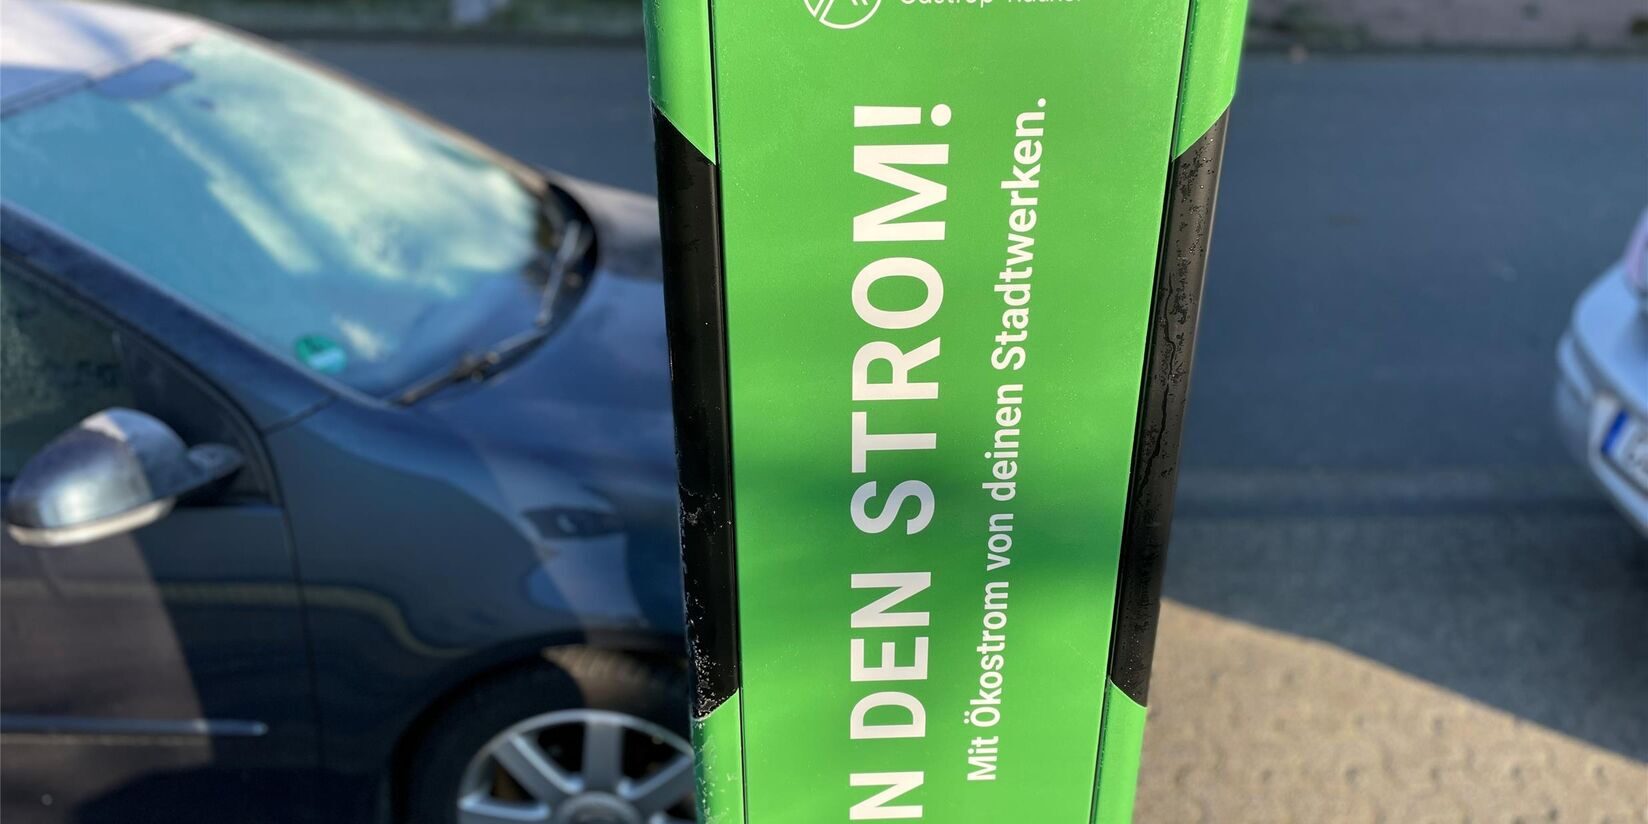 N DEN STROM!
Mit Ökostrom von deinen Stadtwerken.